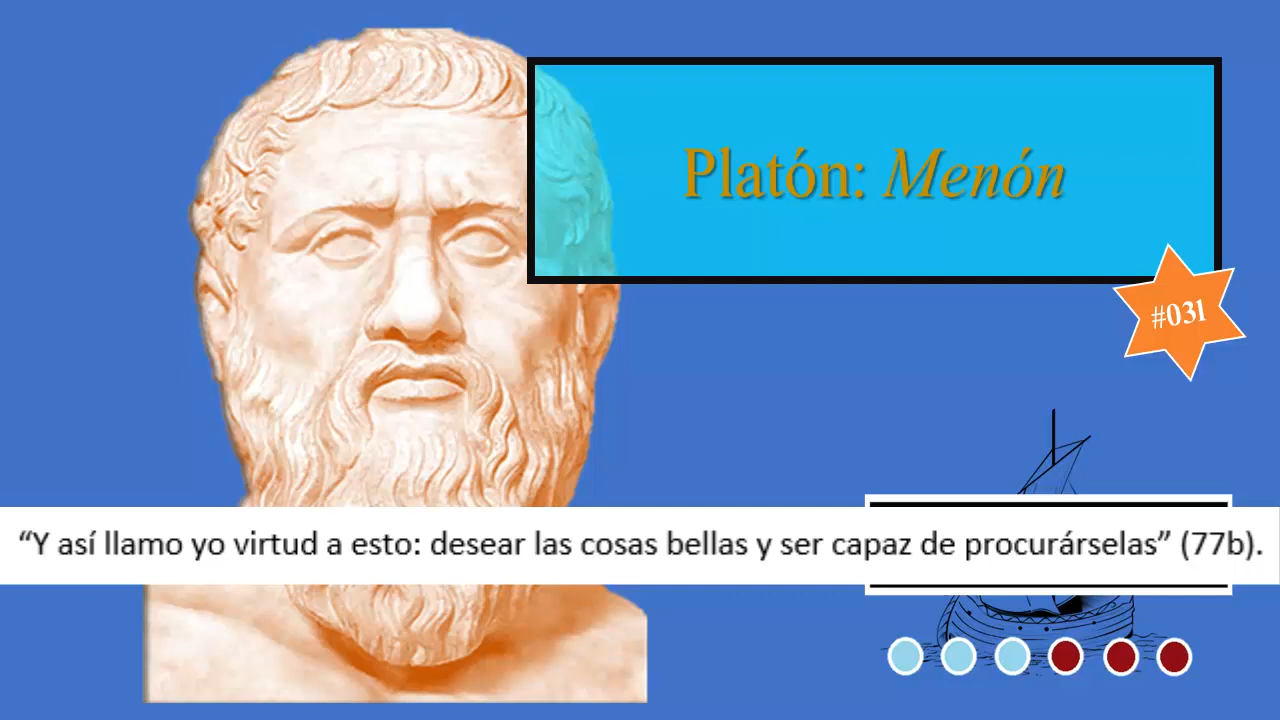 Platón: Menón
#031
“Y así llamo yo virtud a esto: desear las cosas bellas y ser capaz de procurárselas” (77b).